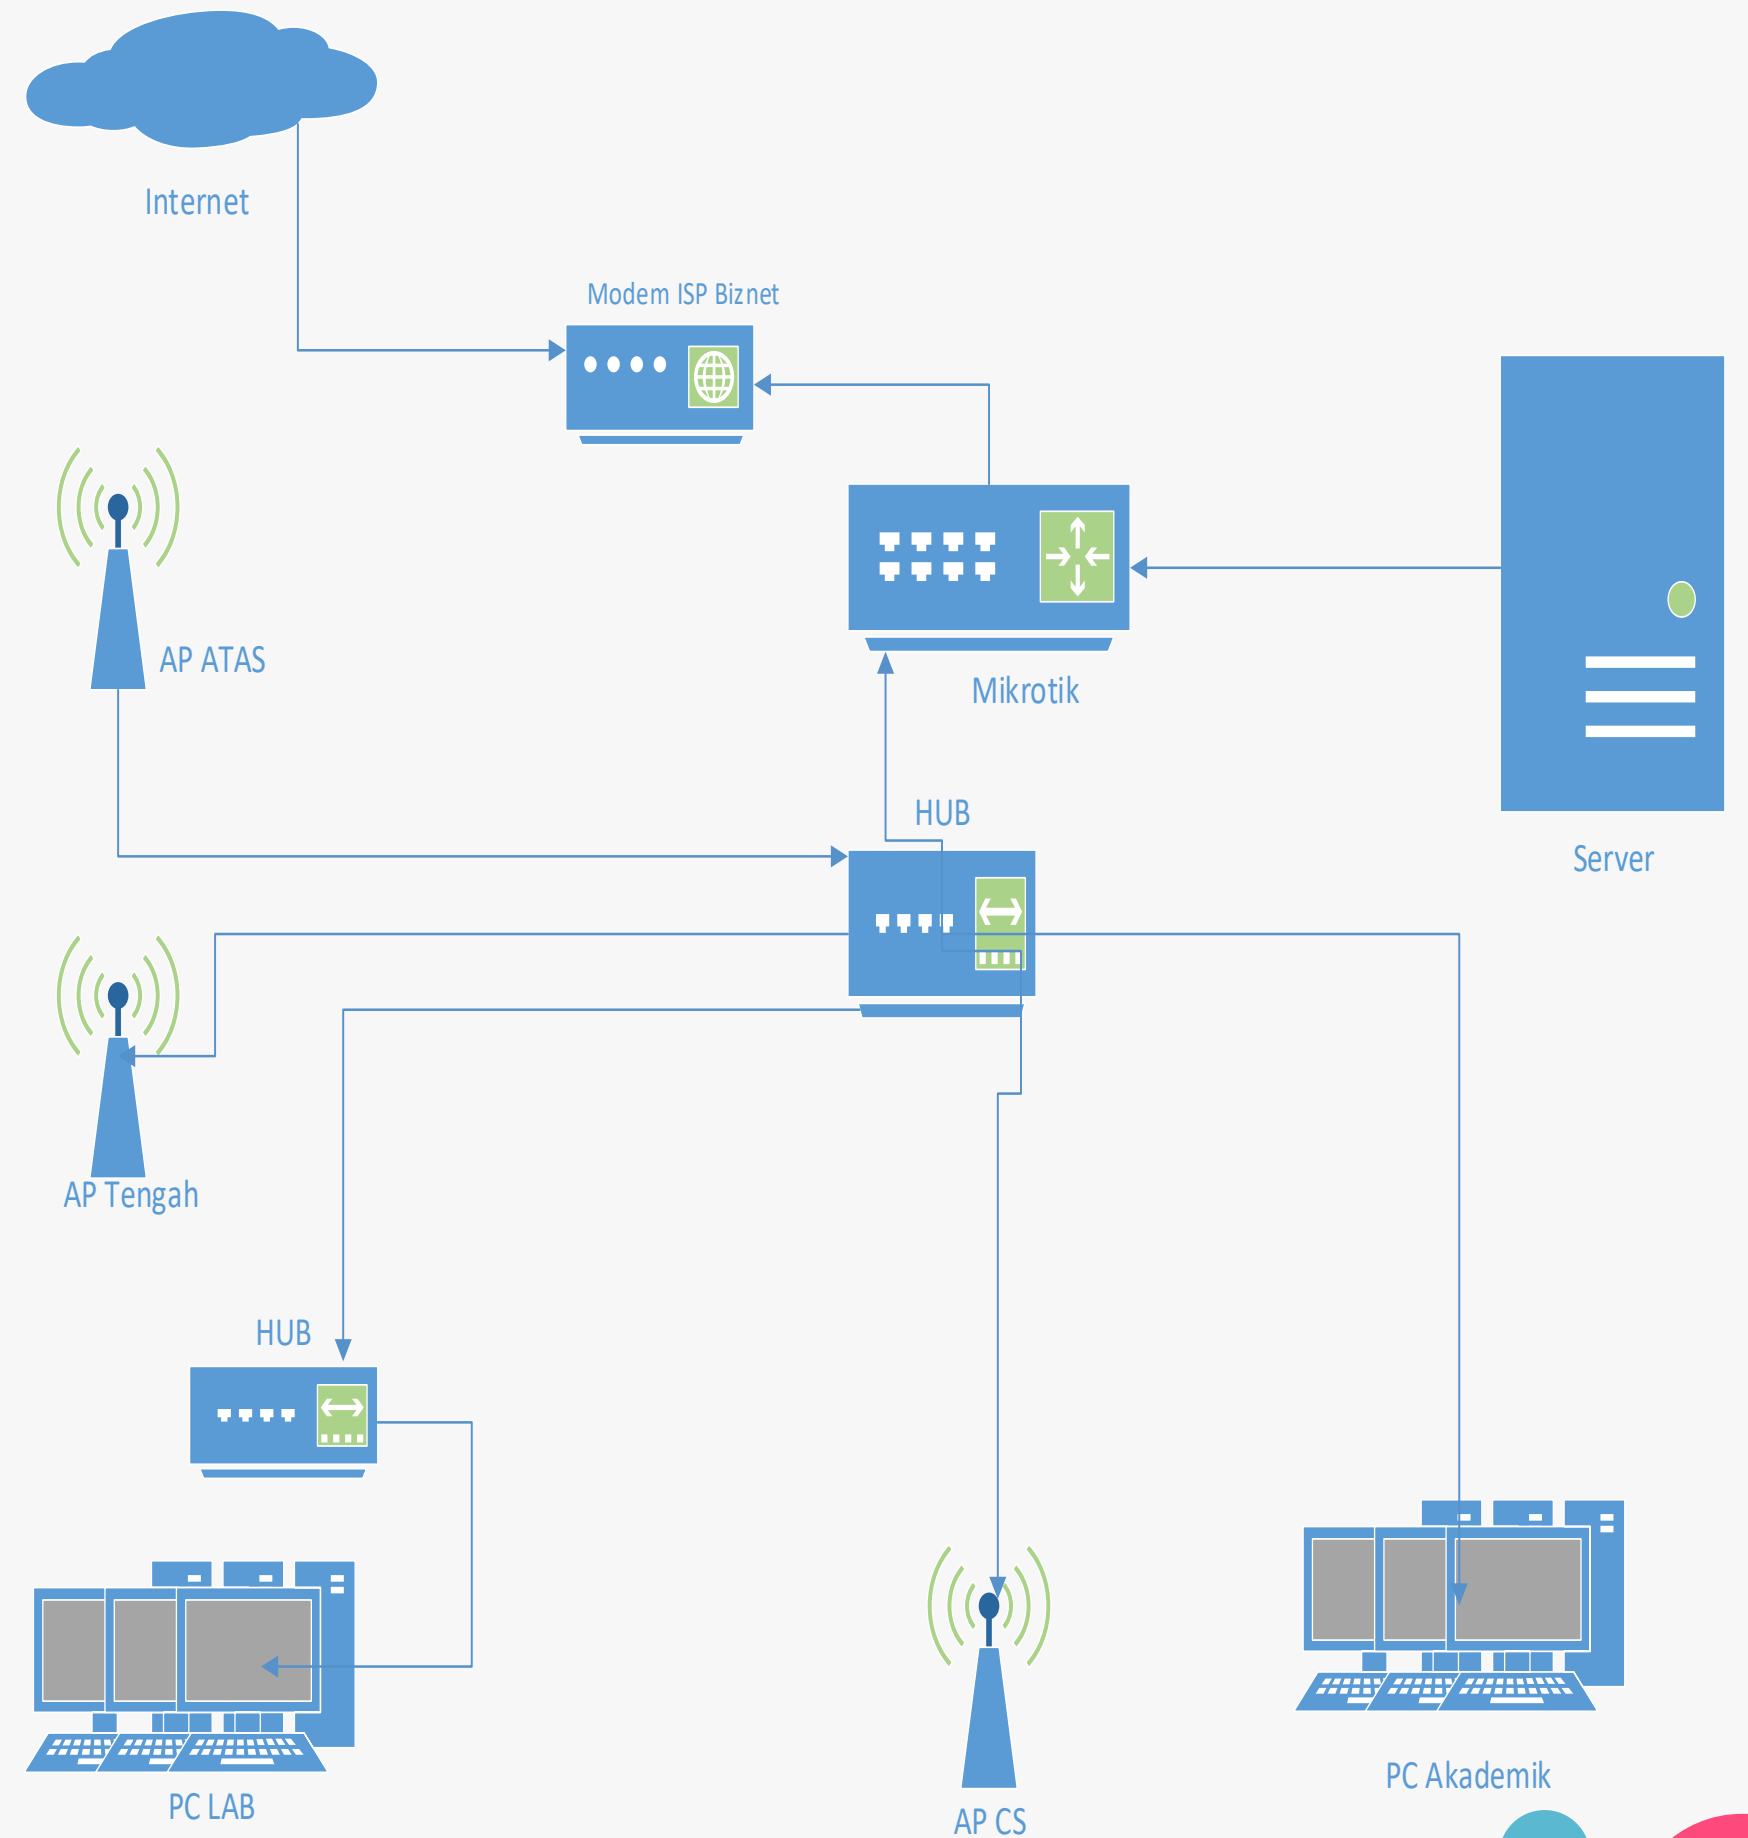 Internet
Modem ISP Biznet
AP ATAS
Mikrotik
HUB
Server
AP Tengah
HUB
PC LAB
AP CS
PC Akademik